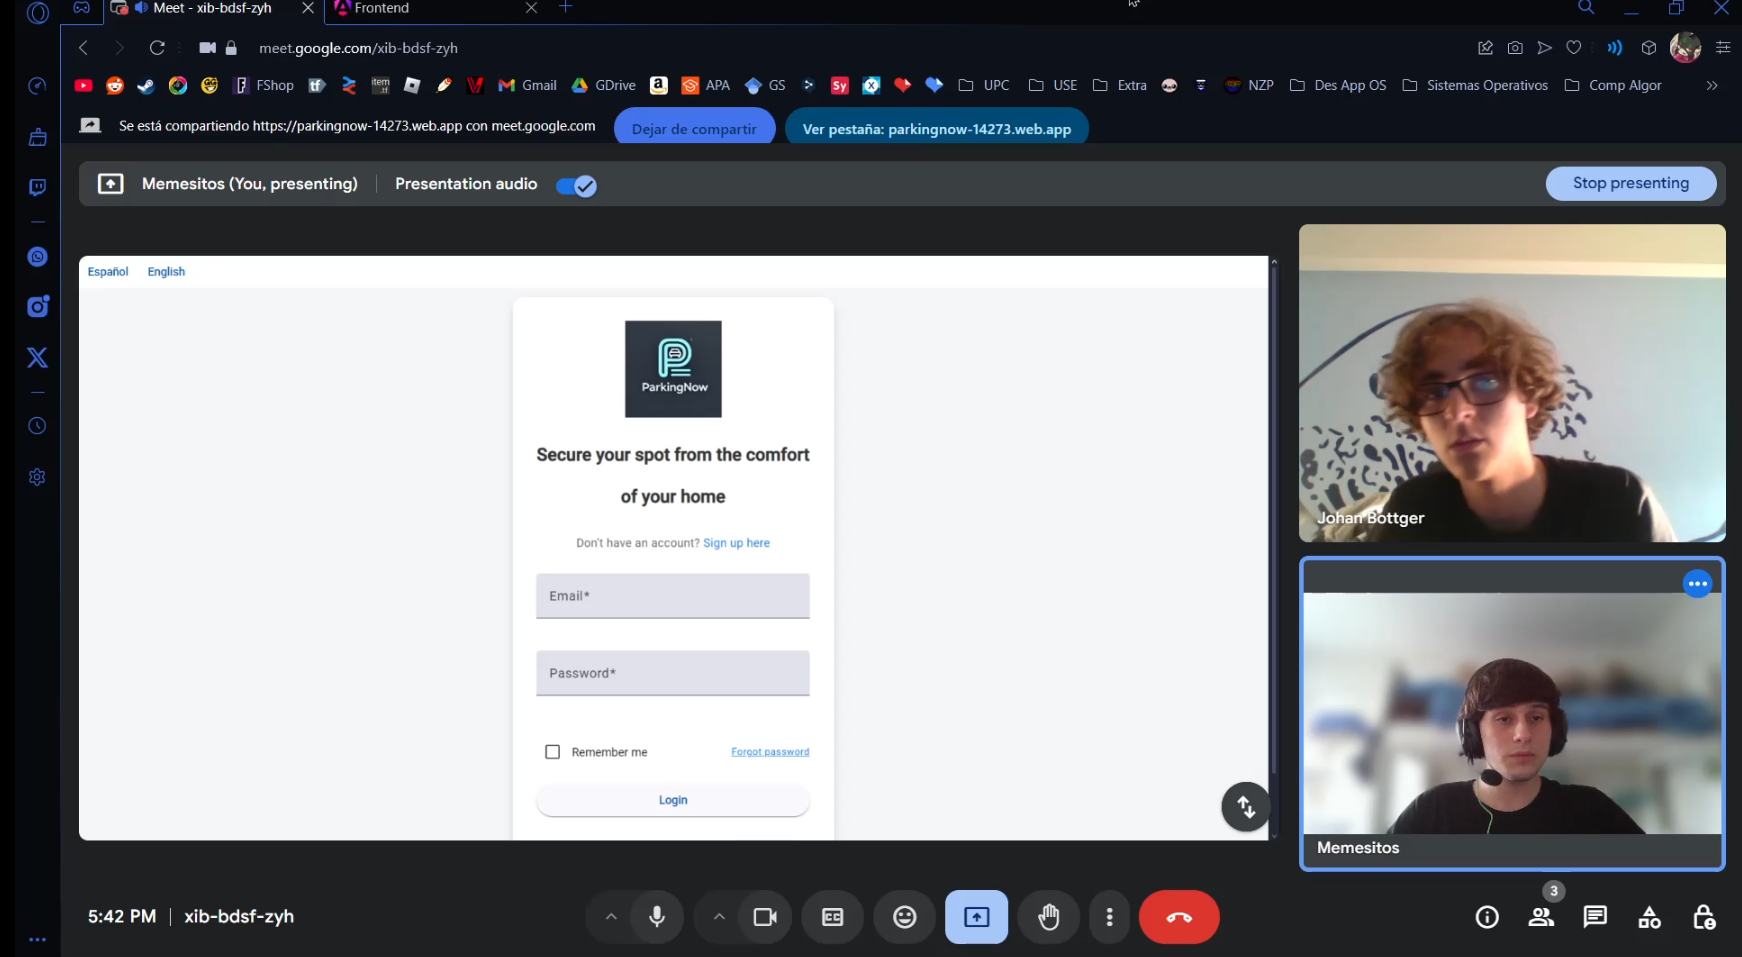 Meet - xib-bdsf-zyh
Frontend
meet.google.com/xib-bdsf-zyh
FShop
item
tf
Gmail
GDrive
APA
GS
Sy
UPC
USE
Extra
NZP
Des App OS
Sistemas Operativos
Comp Algor
Se está compartiendo https://parkingnow-14273.web.app con meet.google.com
Dejar de compartir
Ver pestaña: parkingnow-14273.web.app
Memesitos (You, presenting)
Presentation audio
Stop presenting
Español English
ParkingNow
Secure your spot from the comfort
of your home
Don't have an account? Sign up here
Email*
Password*
Remember me
Forgot password
Login
Johan Bottger
Memesitos
5:42 PM
xib-bdsf-zyh
3